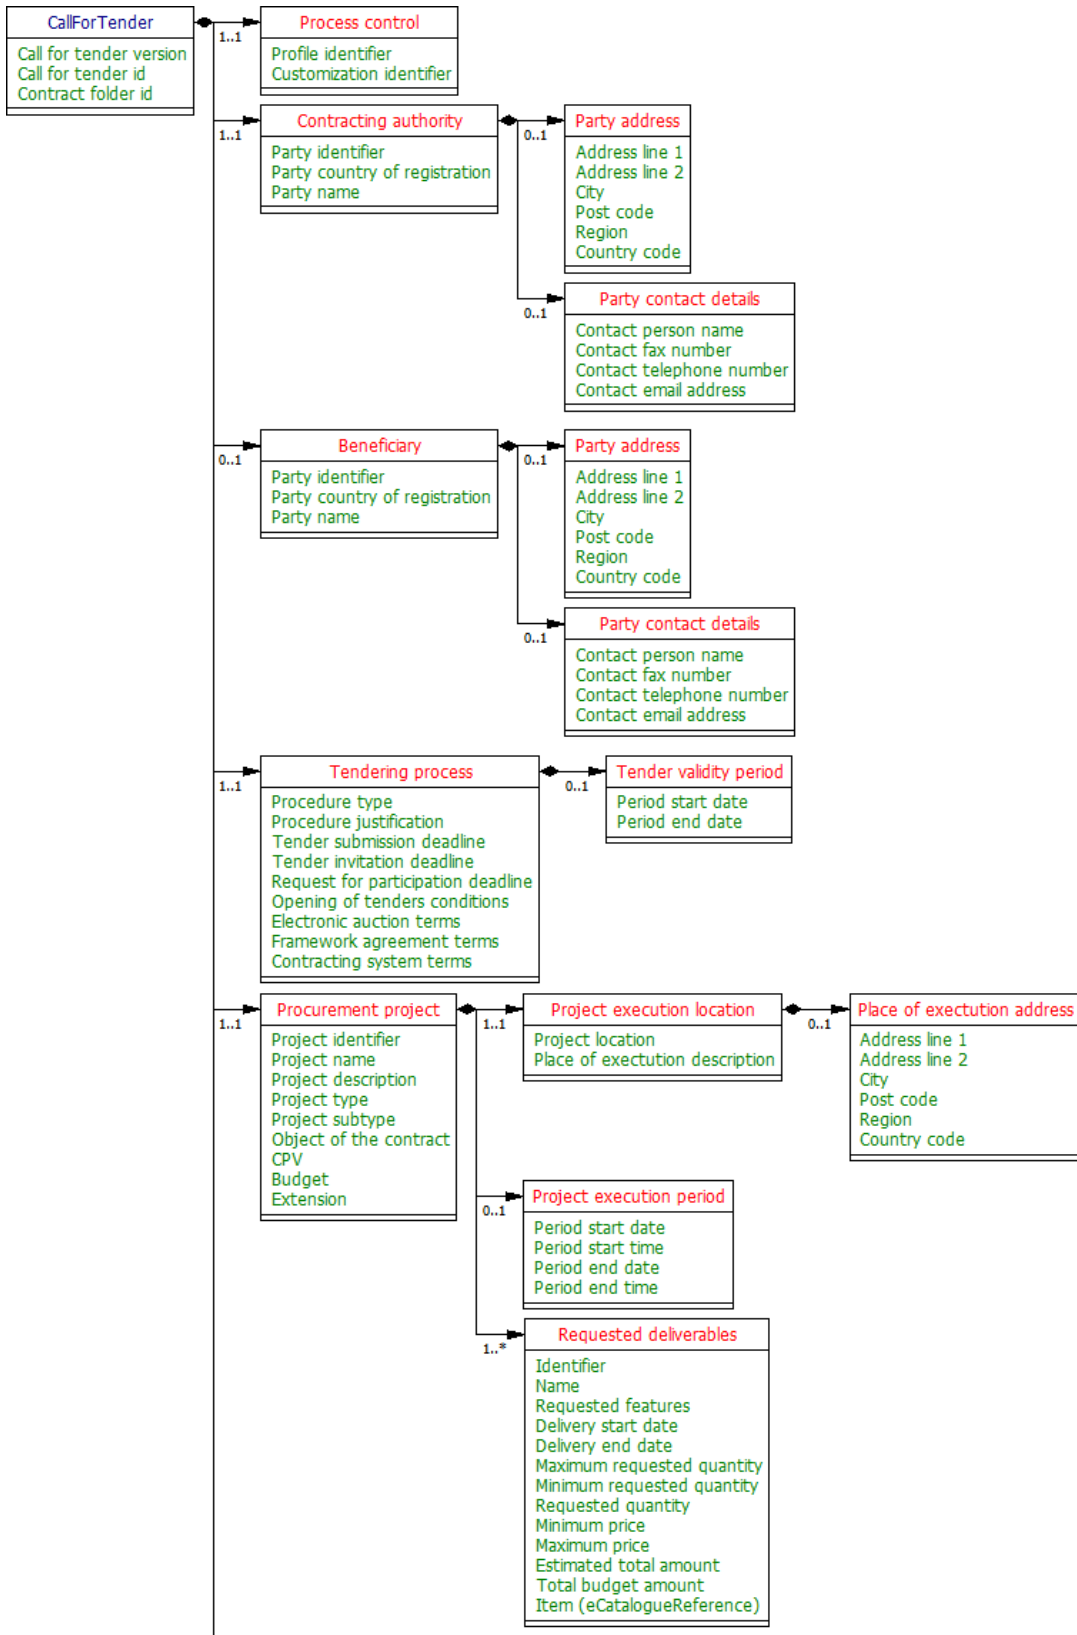 CallForTender
Call for tender version
Call for tender id
Contract folder id
1..1
Process control
Profile identifier
Customization identifier
1..1
Contracting authority
Party identifier
Party country of registration
Party name
0..1
Party address
Address line 1
Address line 2
City
Post code
Region
Country code
0..1
Party contact details
Contact person name
Contact fax number
Contact telephone number
Contact email address
0..1
Beneficiary
Party identifier
Party country of registration
Party name
0..1
Party address
Address line 1
Address line 2
City
Post code
Region
Country code
0..1
Party contact details
Contact person name
Contact fax number
Contact telephone number
Contact email address
1..1
Tendering process
Procedure type
Procedure justification
Tender submission deadline
Tender invitation deadline
Request for participation deadline
Opening of tenders conditions
Electronic auction terms
Framework agreement terms
Contracting system terms
0..1
Tender validity period
Period start date
Period end date
1..1
Procurement project
Project identifier
Project name
Project description
Project type
Project subtype
Object of the contract
CPV
Budget
Extension
1..1
Project execution location
Project location
Place of exectution description
0..1
Place of exectution address
Address line 1
Address line 2
City
Post code
Region
Country code
0..1
Project execution period
Period start date
Period start time
Period end date
Period end time
1..*
Requested deliverables
Identifier
Name
Requested features
Delivery start date
Delivery end date
Maximum requested quantity
Minimum requested quantity
Requested quantity
Minimum price
Maximum price
Estimated total amount
Total budget amount
Item (eCatalogueReference)